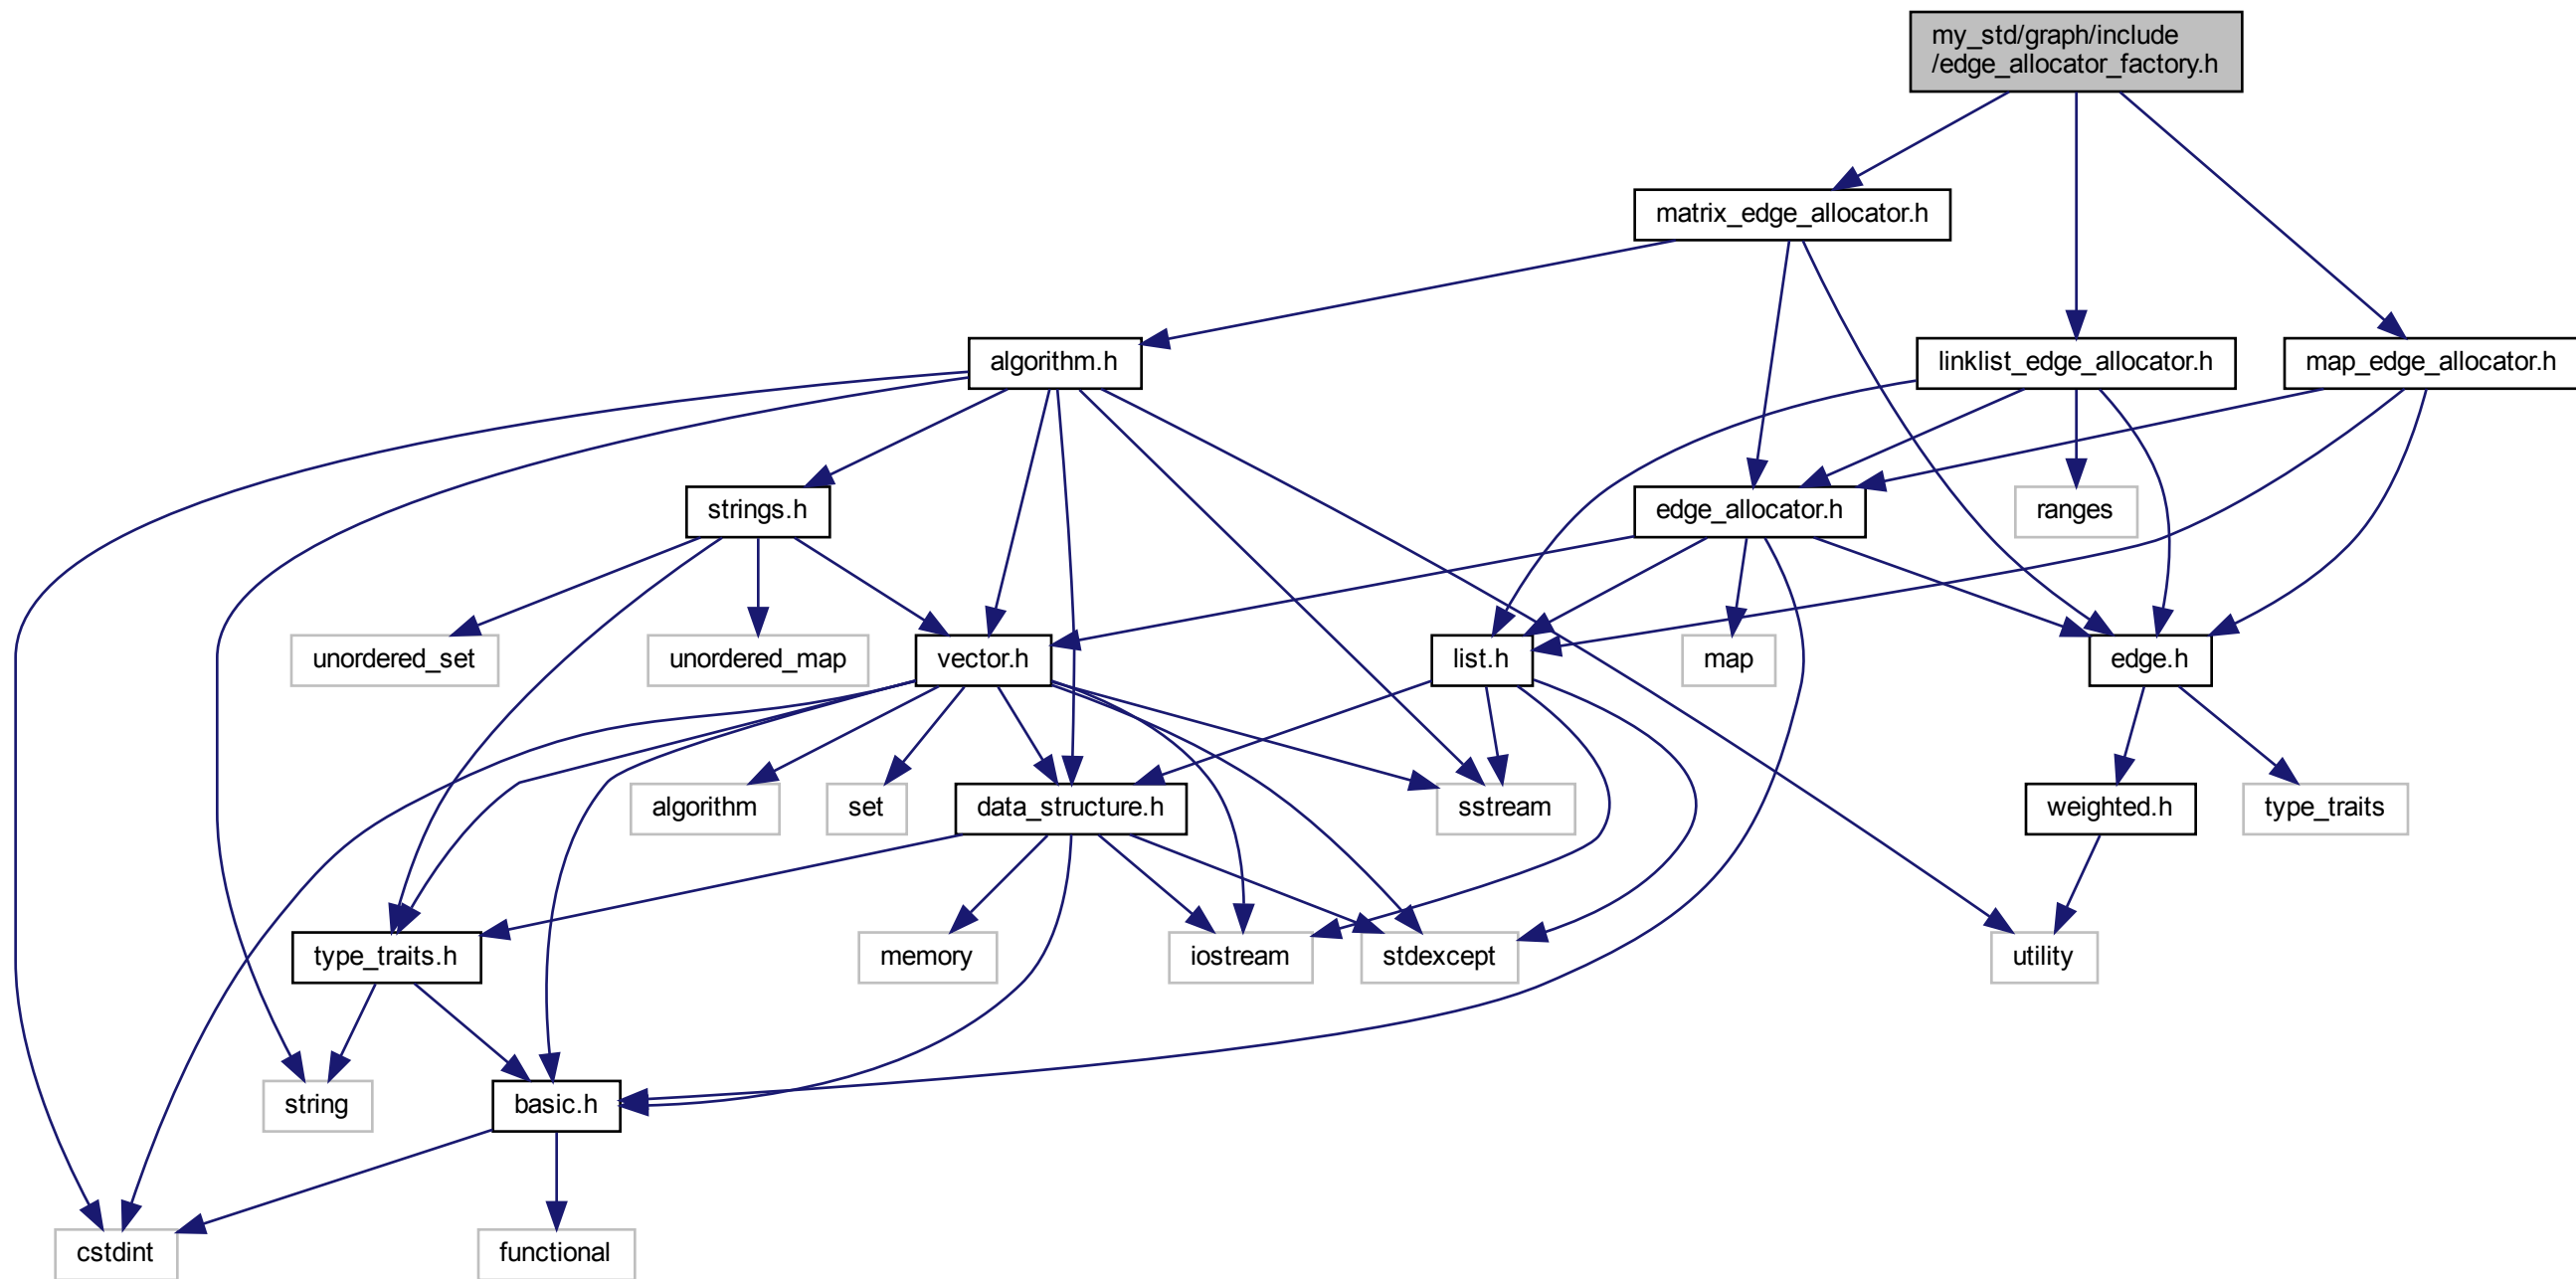 my_std/graph/include
/edge_allocator_factory.h
matrix_edge_allocator.h
algorithm.h
linklist_edge_allocator.h
map_edge_allocator.h
strings.h
edge_allocator.h
ranges
unordered_set
unordered_map
vector.h
list.h
map
edge.h
algorithm
set
data_structure.h
sstream
weighted.h
type_traits
type_traits.h
memory
iostream
stdexcept
utility
string
basic.h
cstdint
functional